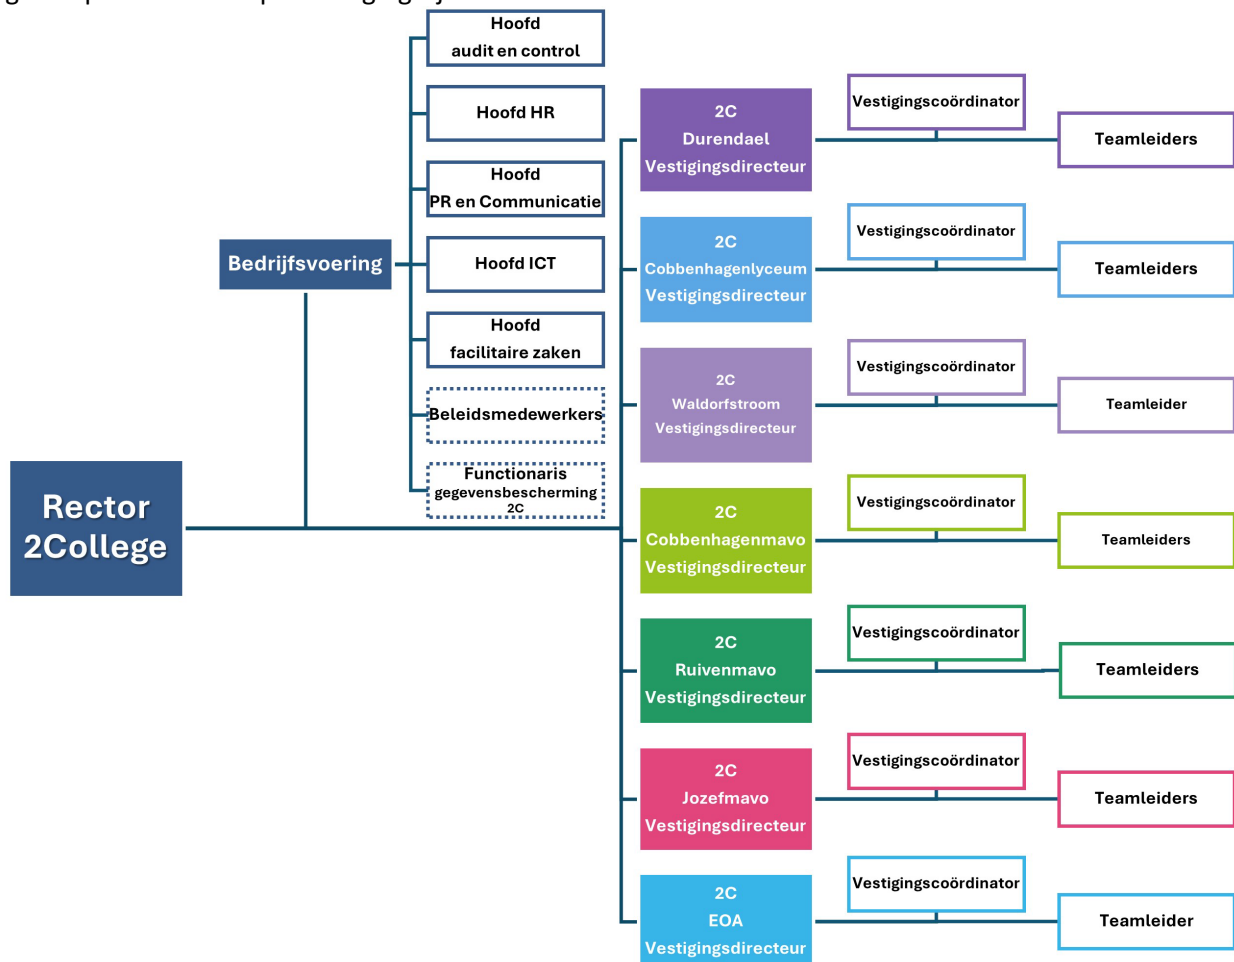 Hoofd
audit en control
Hoofd HR
Hoofd
PR en Communicatie
Bedrijfsvoering
Hoofd ICT
Hoofd
facilitaire zaken
Beleidsmedewerkers
Functionaris
gegevensbescherming
2C
Rector
2College
2C
Durendael
Vestigingsdirecteur
Vestigingscoördinator
Teamleiders
2C
Cobbenhagenlyceum
Vestigingsdirecteur
Vestigingscoördinator
Teamleiders
2C
Waldorfstroom
Vestigingsdirecteur
Vestigingscoördinator
Teamleider
2C
Cobbenhagenmavo
Vestigingsdirecteur
Vestigingscoördinator
Teamleiders
2C
Ruivenmavo
Vestigingsdirecteur
Vestigingscoördinator
Teamleiders
2C
Jozefmavo
Vestigingsdirecteur
Vestigingscoördinator
Teamleiders
2C
EOA
Vestigingsdirecteur
Vestigingscoördinator
Teamleider